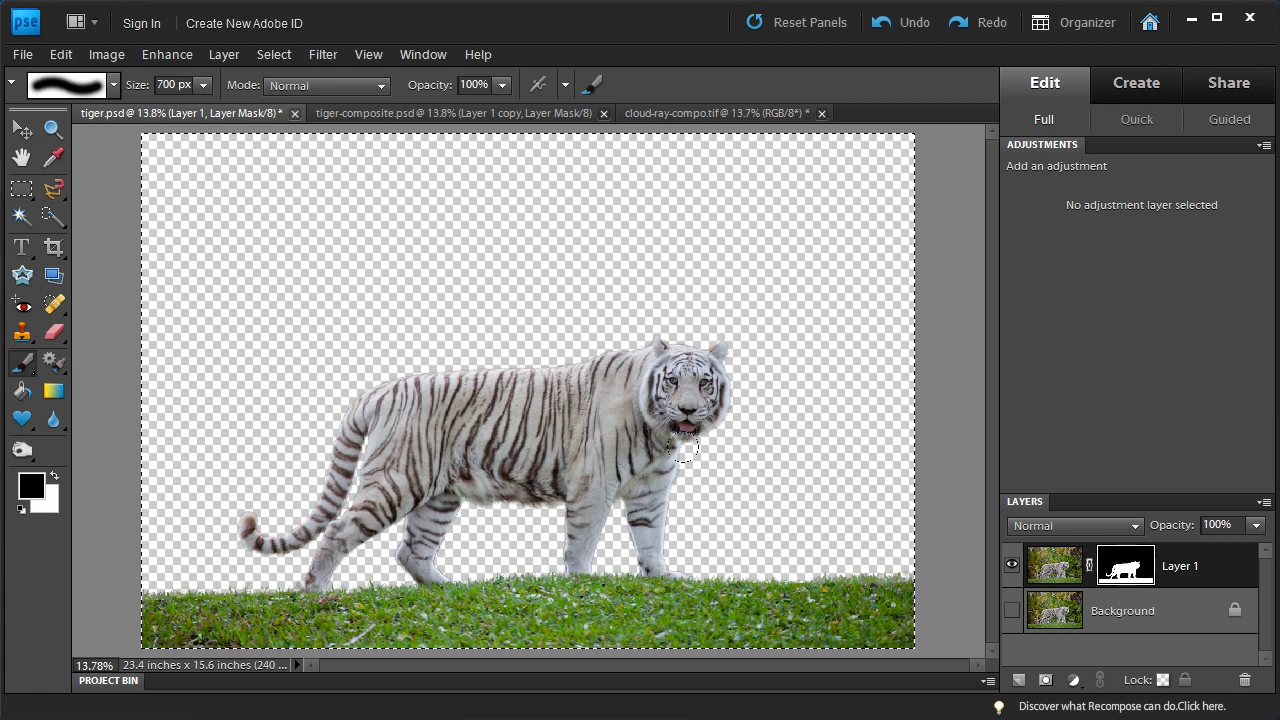 pse Sign In Create New Adobe ID Reset Panels Undo Redo Organizer
File Edit Image Enhance Layer Select Filter View Window Help
Size: 700 px Mode: Normal Opacity: 100%
Edit Create Share
tiger.psd @ 13.8% (Layer 1, Layer Mask/8) * tiger-composite.psd @ 13.8% (Layer 1 copy, Layer Mask/8) cloud-ray-compo.tif @ 13.7% (RGB/8*) *
Full Quick Guided
ADJUSTMENTS
Add an adjustment
No adjustment layer selected
T
LAYERS
Normal Opacity: 100%
Layer 1
Background
Lock:
13.78% 23.4 inches x 15.6 inches (240 ...
PROJECT BIN
Discover what Recompose can do.Click here.